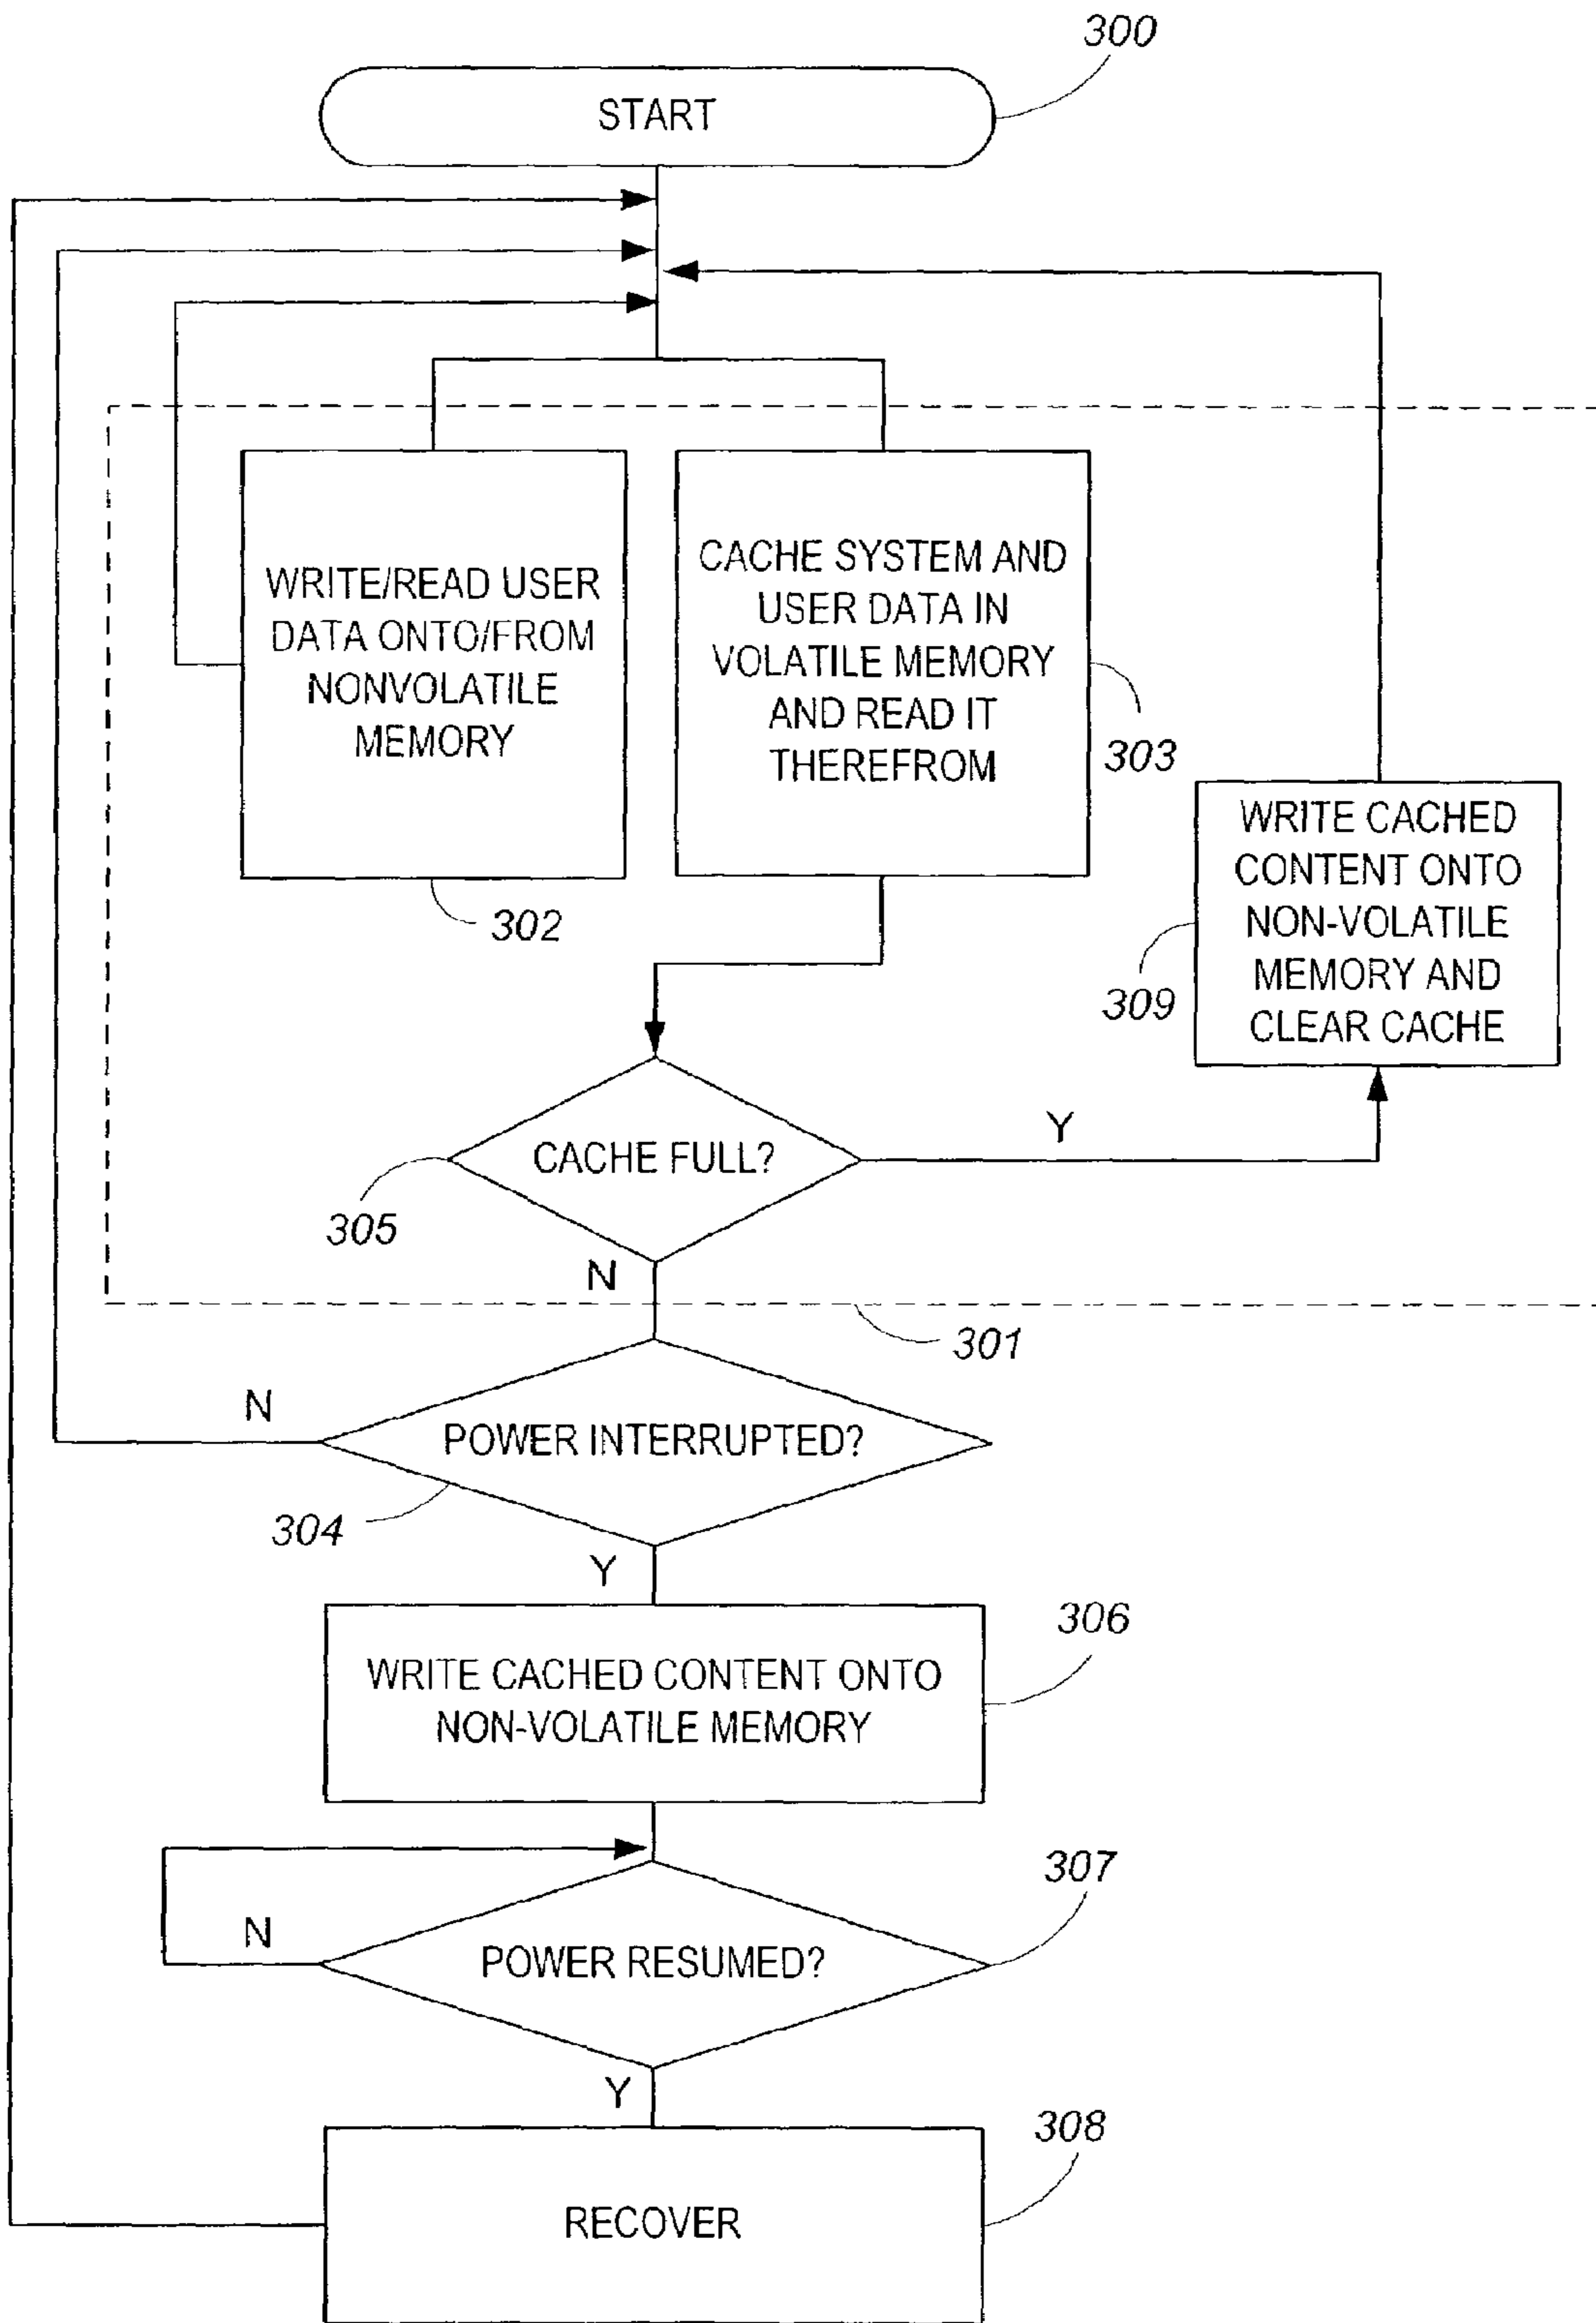 300
START
WRITE/READ USER
DATA ONTO/FROM
NONVOLATILE
MEMORY
302
CACHE SYSTEM AND
USER DATA IN
VOLATILE MEMORY
AND READ IT
THEREFROM
303
WRITE CACHED
CONTENT ONTO
NON-VOLATILE
MEMORY AND
CLEAR CACHE
309
CACHE FULL?
Y
305
N
301
POWER INTERRUPTED?
N
304
Y
306
WRITE CACHED CONTENT ONTO
NON-VOLATILE MEMORY
307
POWER RESUMED?
N
Y
308
RECOVER